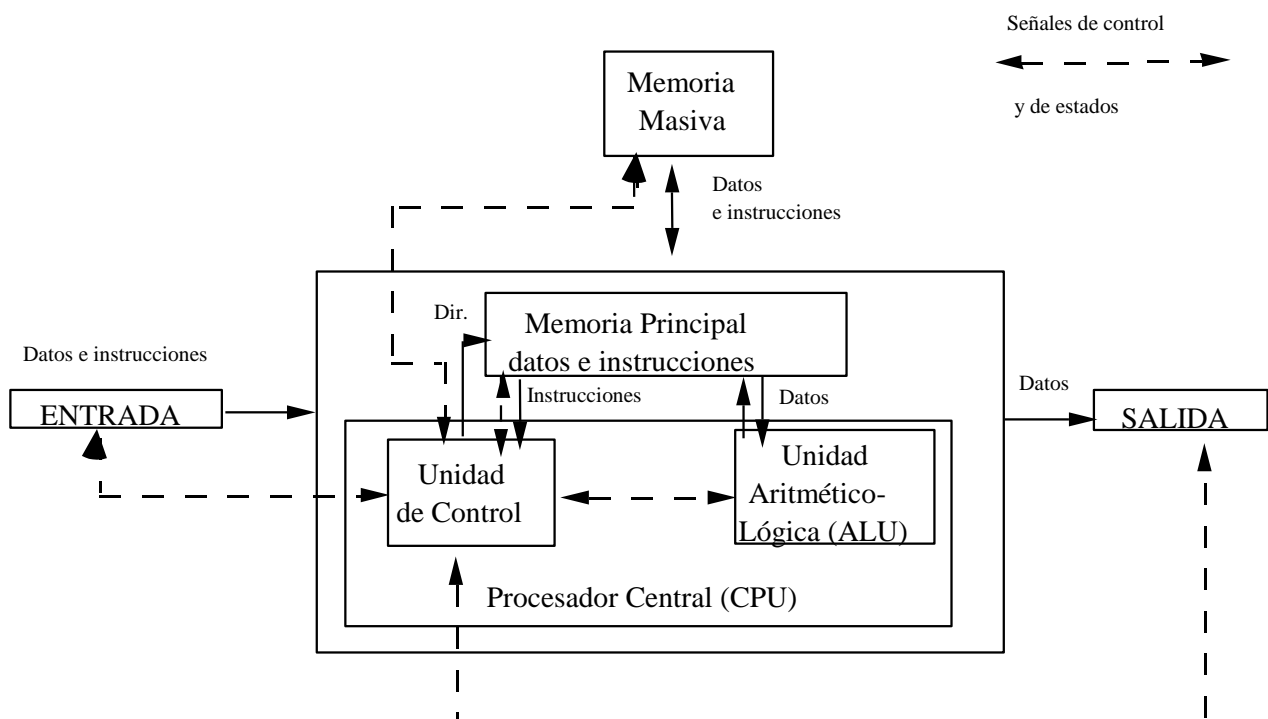 Señales de control
y de estados
Memoria
Masiva
Datos
e instrucciones
Dir.
Memoria Principal
datos e instrucciones
Datos e instrucciones
ENTRADA
Instrucciones
Datos
Datos
SALIDA
Unidad
de Control
Unidad
Aritmético-
Lógica (ALU)
Procesador Central (CPU)